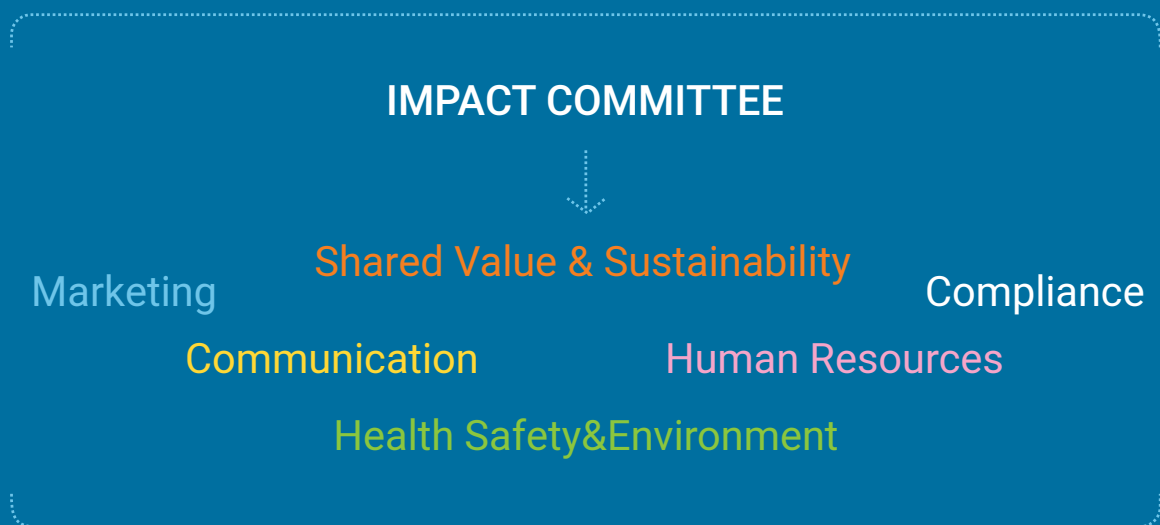 IMPACT COMMITTEE
Shared Value & Sustainability
Marketing
Compliance
Communication
Human Resources
Health Safety&Environment